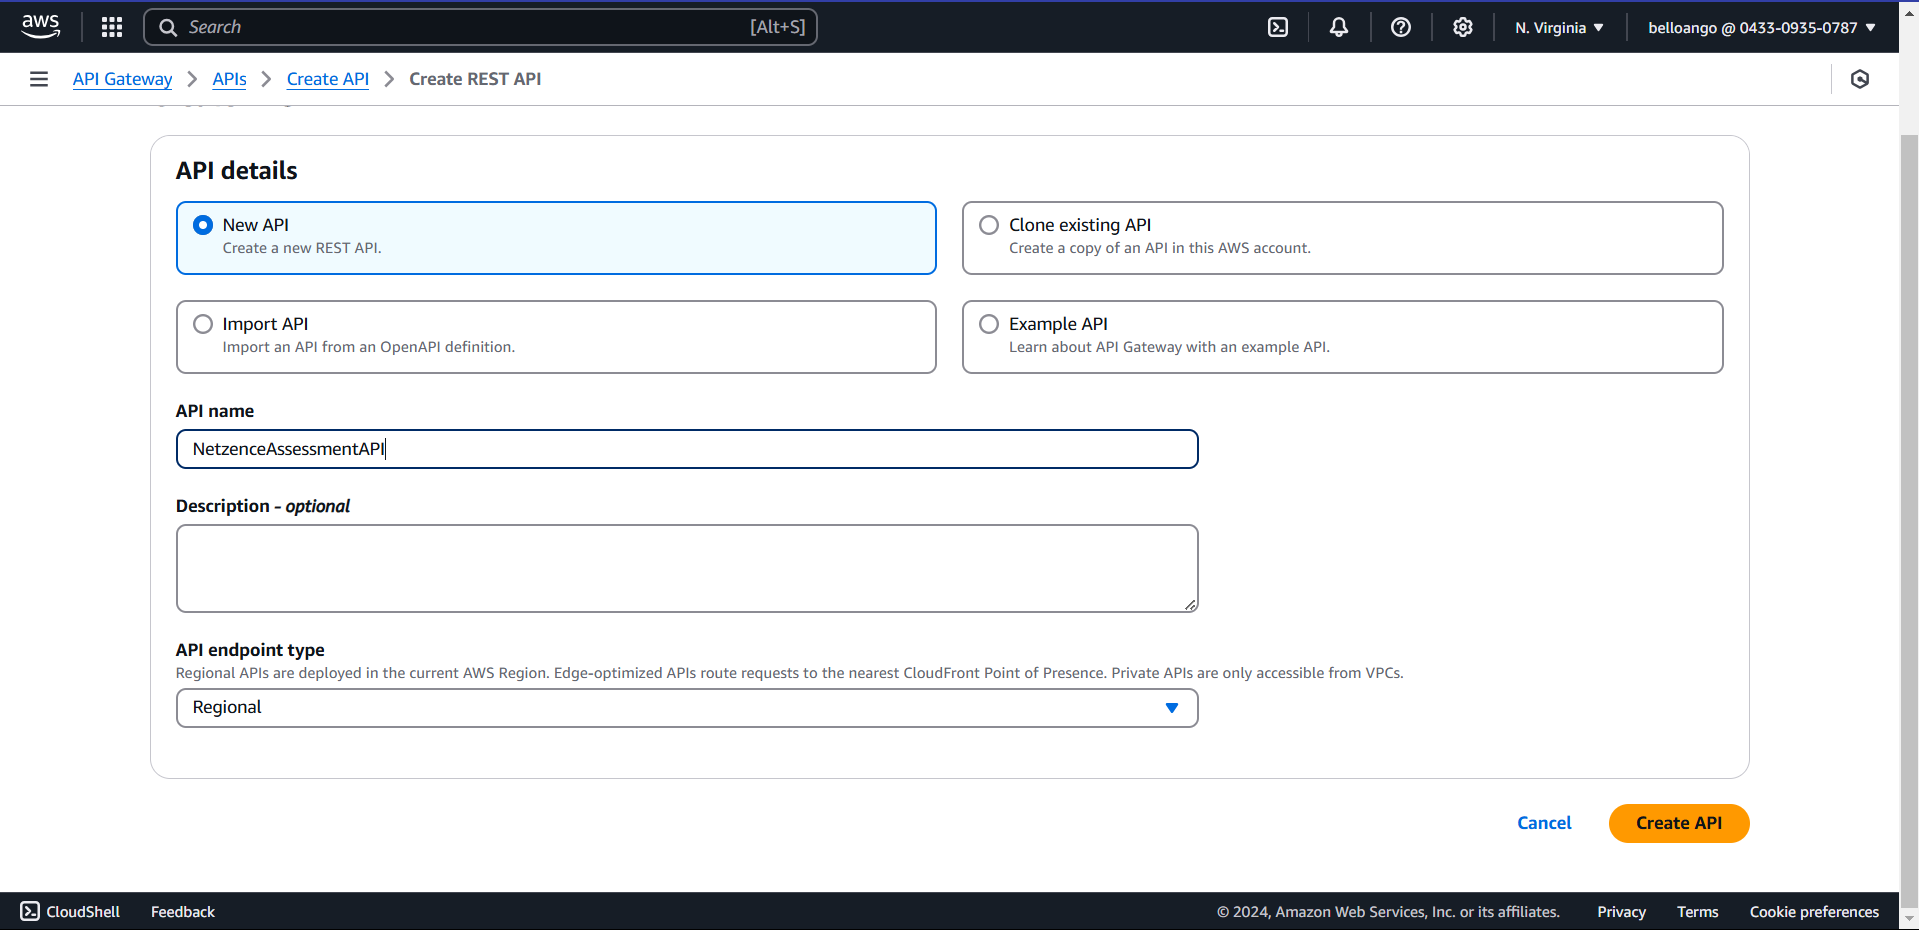 aws
Search [Alt+S] N. Virginia belloango @ 0433-0935-0787
API Gateway APIs Create API Create REST API
API details
New API
Create a new REST API.
Clone existing API
Create a copy of an API in this AWS account.
Import API
Import an API from an OpenAPI definition.
Example API
Learn about API Gateway with an example API.
API name
NetzenceAssessmentAPI
Description - optional
API endpoint type
Regional APIs are deployed in the current AWS Region. Edge-optimized APIs route requests to the nearest CloudFront Point of Presence. Private APIs are only accessible from VPCs.
Regional
Cancel Create API
CloudShell Feedback © 2024, Amazon Web Services, Inc. or its affiliates. Privacy Terms Cookie preferences